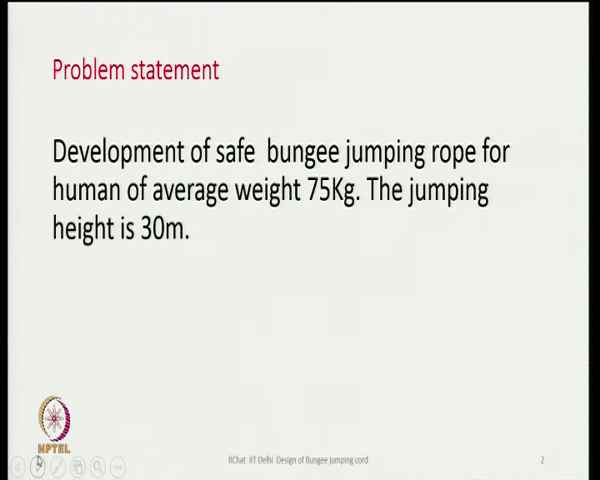 Problem statement
Development of safe bungee jumping rope for
human of average weight 75Kg. The jumping
height is 30m.
NPTEL
RChat IIT Delhi Design of Bungee jumping cord
2